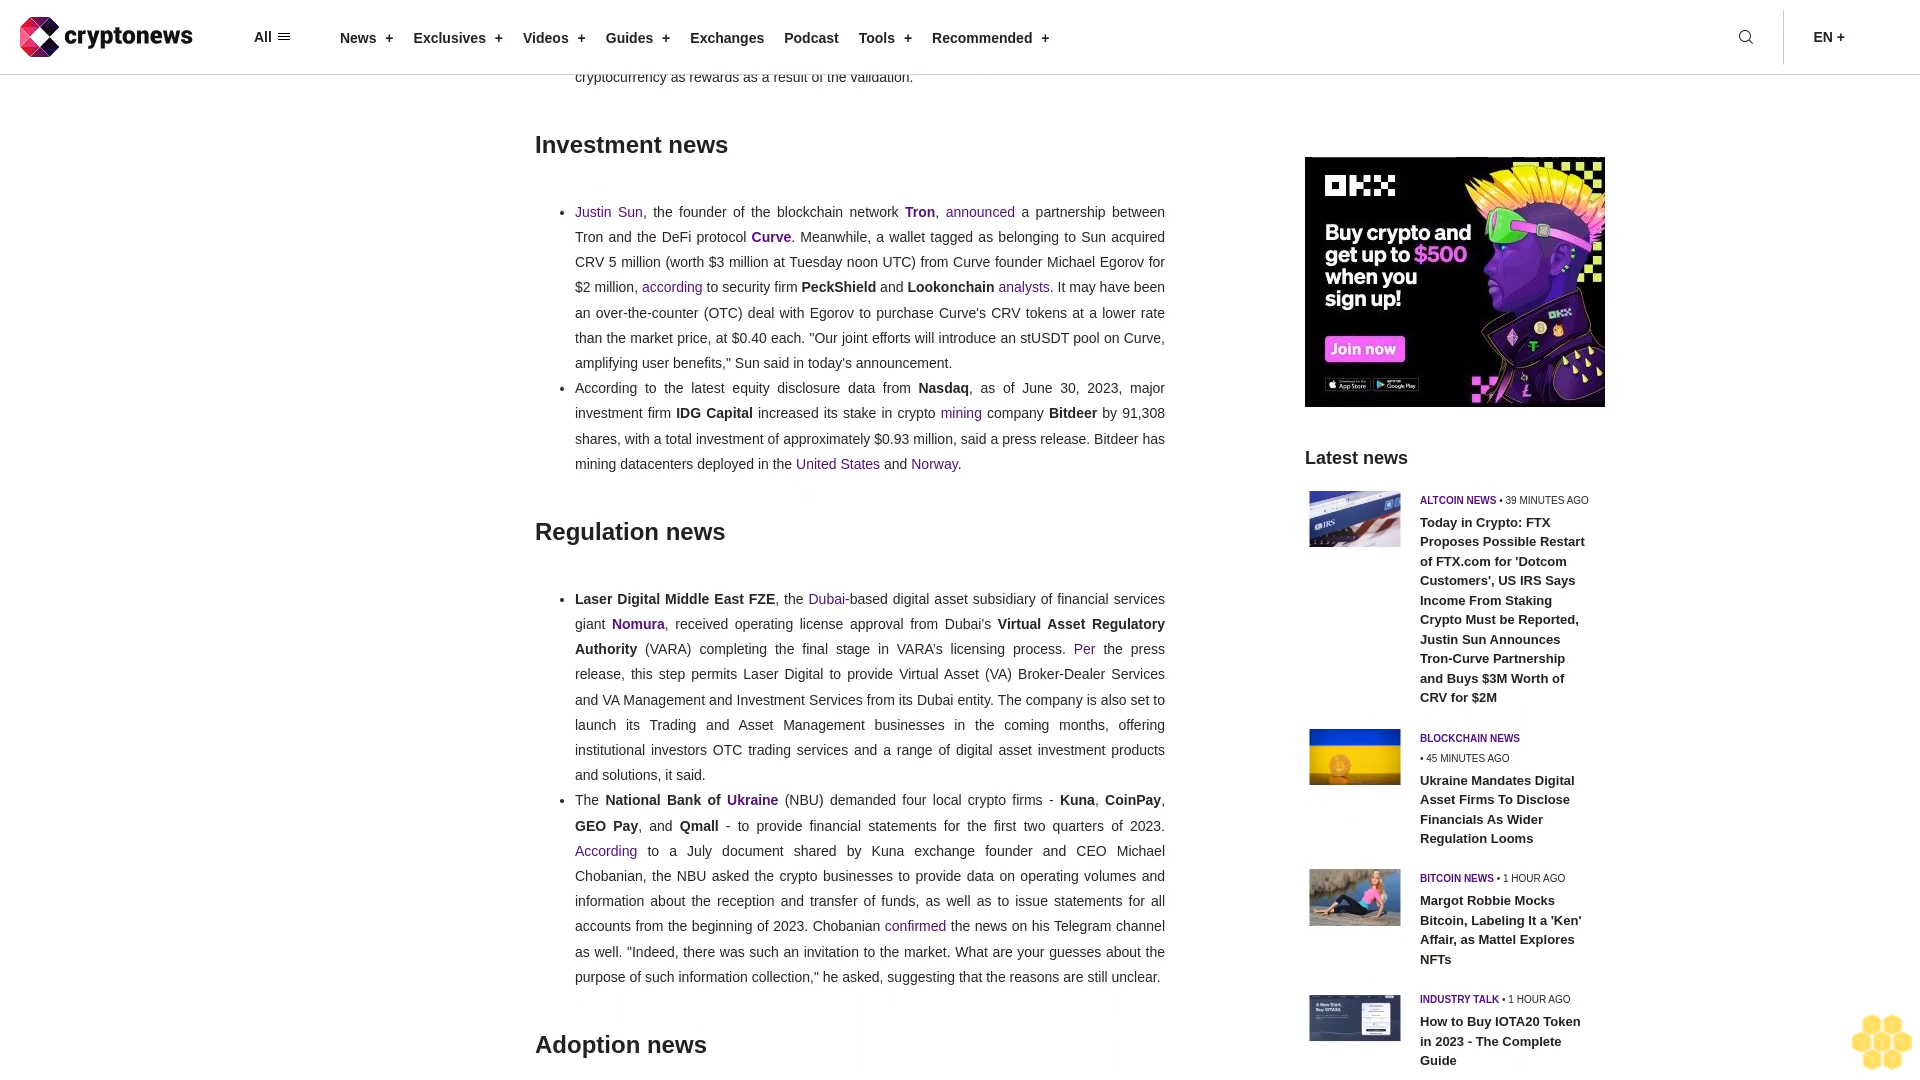 cryptonews
All
News +
Exclusives +
Videos +
Guides +
Exchanges
Podcast
Tools +
Recommended +
EN +
cryptocurrency as rewards as a result of the validation.
Investment news
• Justin Sun, the founder of the blockchain network Tron, announced a partnership between
Tron and the DeFi protocol Curve. Meanwhile, a wallet tagged as belonging to Sun acquired
CRV 5 million (worth $3 million at Tuesday noon UTC) from Curve founder Michael Egorov for
$2 million, according to security firm PeckShield and Lookonchain analysts. It may have been
an over-the-counter (OTC) deal with Egorov to purchase Curve's CRV tokens at a lower rate
than the market price, at $0.40 each. "Our joint efforts will introduce an stUSDT pool on Curve,
amplifying user benefits," Sun said in today's announcement.
• According to the latest equity disclosure data from Nasdaq, as of June 30, 2023, major
investment firm IDG Capital increased its stake in crypto mining company Bitdeer by 91,308
shares, with a total investment of approximately $0.93 million, said a press release. Bitdeer has
mining datacenters deployed in the United States and Norway.
Regulation news
• Laser Digital Middle East FZE, the Dubai-based digital asset subsidiary of financial services
giant Nomura, received operating license approval from Dubai's Virtual Asset Regulatory
Authority (VARA) completing the final stage in VARA's licensing process. Per the press
release, this step permits Laser Digital to provide Virtual Asset (VA) Broker-Dealer Services
and VA Management and Investment Services from its Dubai entity. The company is also set to
launch its Trading and Asset Management businesses in the coming months, offering
institutional investors OTC trading services and a range of digital asset investment products
and solutions, it said.
• The National Bank of Ukraine (NBU) demanded four local crypto firms - Kuna, CoinPay,
GEO Pay, and Qmall - to provide financial statements for the first two quarters of 2023.
According to a July document shared by Kuna exchange founder and CEO Michael
Chobanian, the NBU asked the crypto businesses to provide data on operating volumes and
information about the reception and transfer of funds, as well as to issue statements for all
accounts from the beginning of 2023. Chobanian confirmed the news on his Telegram channel
as well. "Indeed, there was such an invitation to the market. What are your guesses about the
purpose of such information collection," he asked, suggesting that the reasons are still unclear.
Adoption news
OKX
Buy crypto and
get up to $500
when you
sign up!
Join now
App Store
Google Play
OKX
Latest news
ALTCOIN NEWS • 39 MINUTES AGO
Today in Crypto: FTX
Proposes Possible Restart
of FTX.com for 'Dotcom
Customers', US IRS Says
Income From Staking
Crypto Must be Reported,
Justin Sun Announces
Tron-Curve Partnership
and Buys $3M Worth of
CRV for $2M
IRS
BLOCKCHAIN NEWS
• 45 MINUTES AGO
Ukraine Mandates Digital
Asset Firms To Disclose
Financials As Wider
Regulation Looms
BITCOIN NEWS • 1 HOUR AGO
Margot Robbie Mocks
Bitcoin, Labeling It a 'Ken'
Affair, as Mattel Explores
NFTs
INDUSTRY TALK • 1 HOUR AGO
How to Buy IOTA20 Token
in 2023 - The Complete
Guide
A New Start,
Buy IOTA20